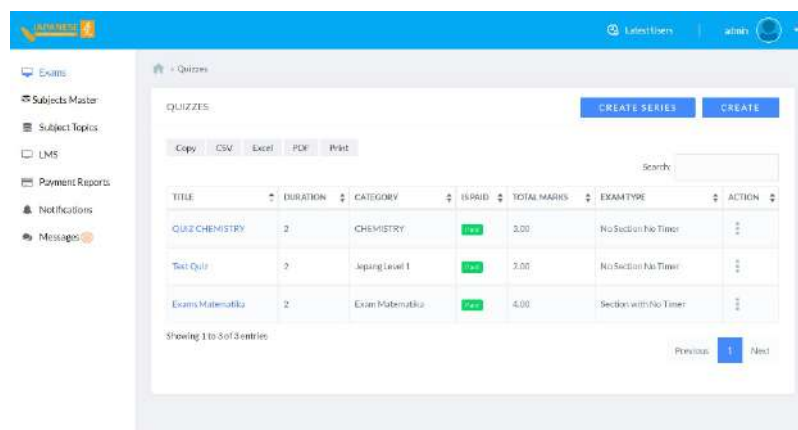 JAPANESE
Latest Users
admin
Exams
Subjects Master
Subject Topics
LMS
Payment Reports
Notifications
Messages
Quizzes
QUIZZES
CREATE SERIES
CREATE
Copy CSV Excel PDF Print
Search:
TITLE DURATION CATEGORY IS PAID TOTAL MARKS EXAM TYPE ACTION
QUIZ CHEMISTRY 2 CHEMISTRY 3.00 No Section No Timer
Test Quiz 2 Jepang Level 1 2.00 No Section No Timer
Exams Matematika 2 Exam Matematika 4.00 Section with No Timer
Showing 1 to 3 of 3 entries
Previous 1 Next